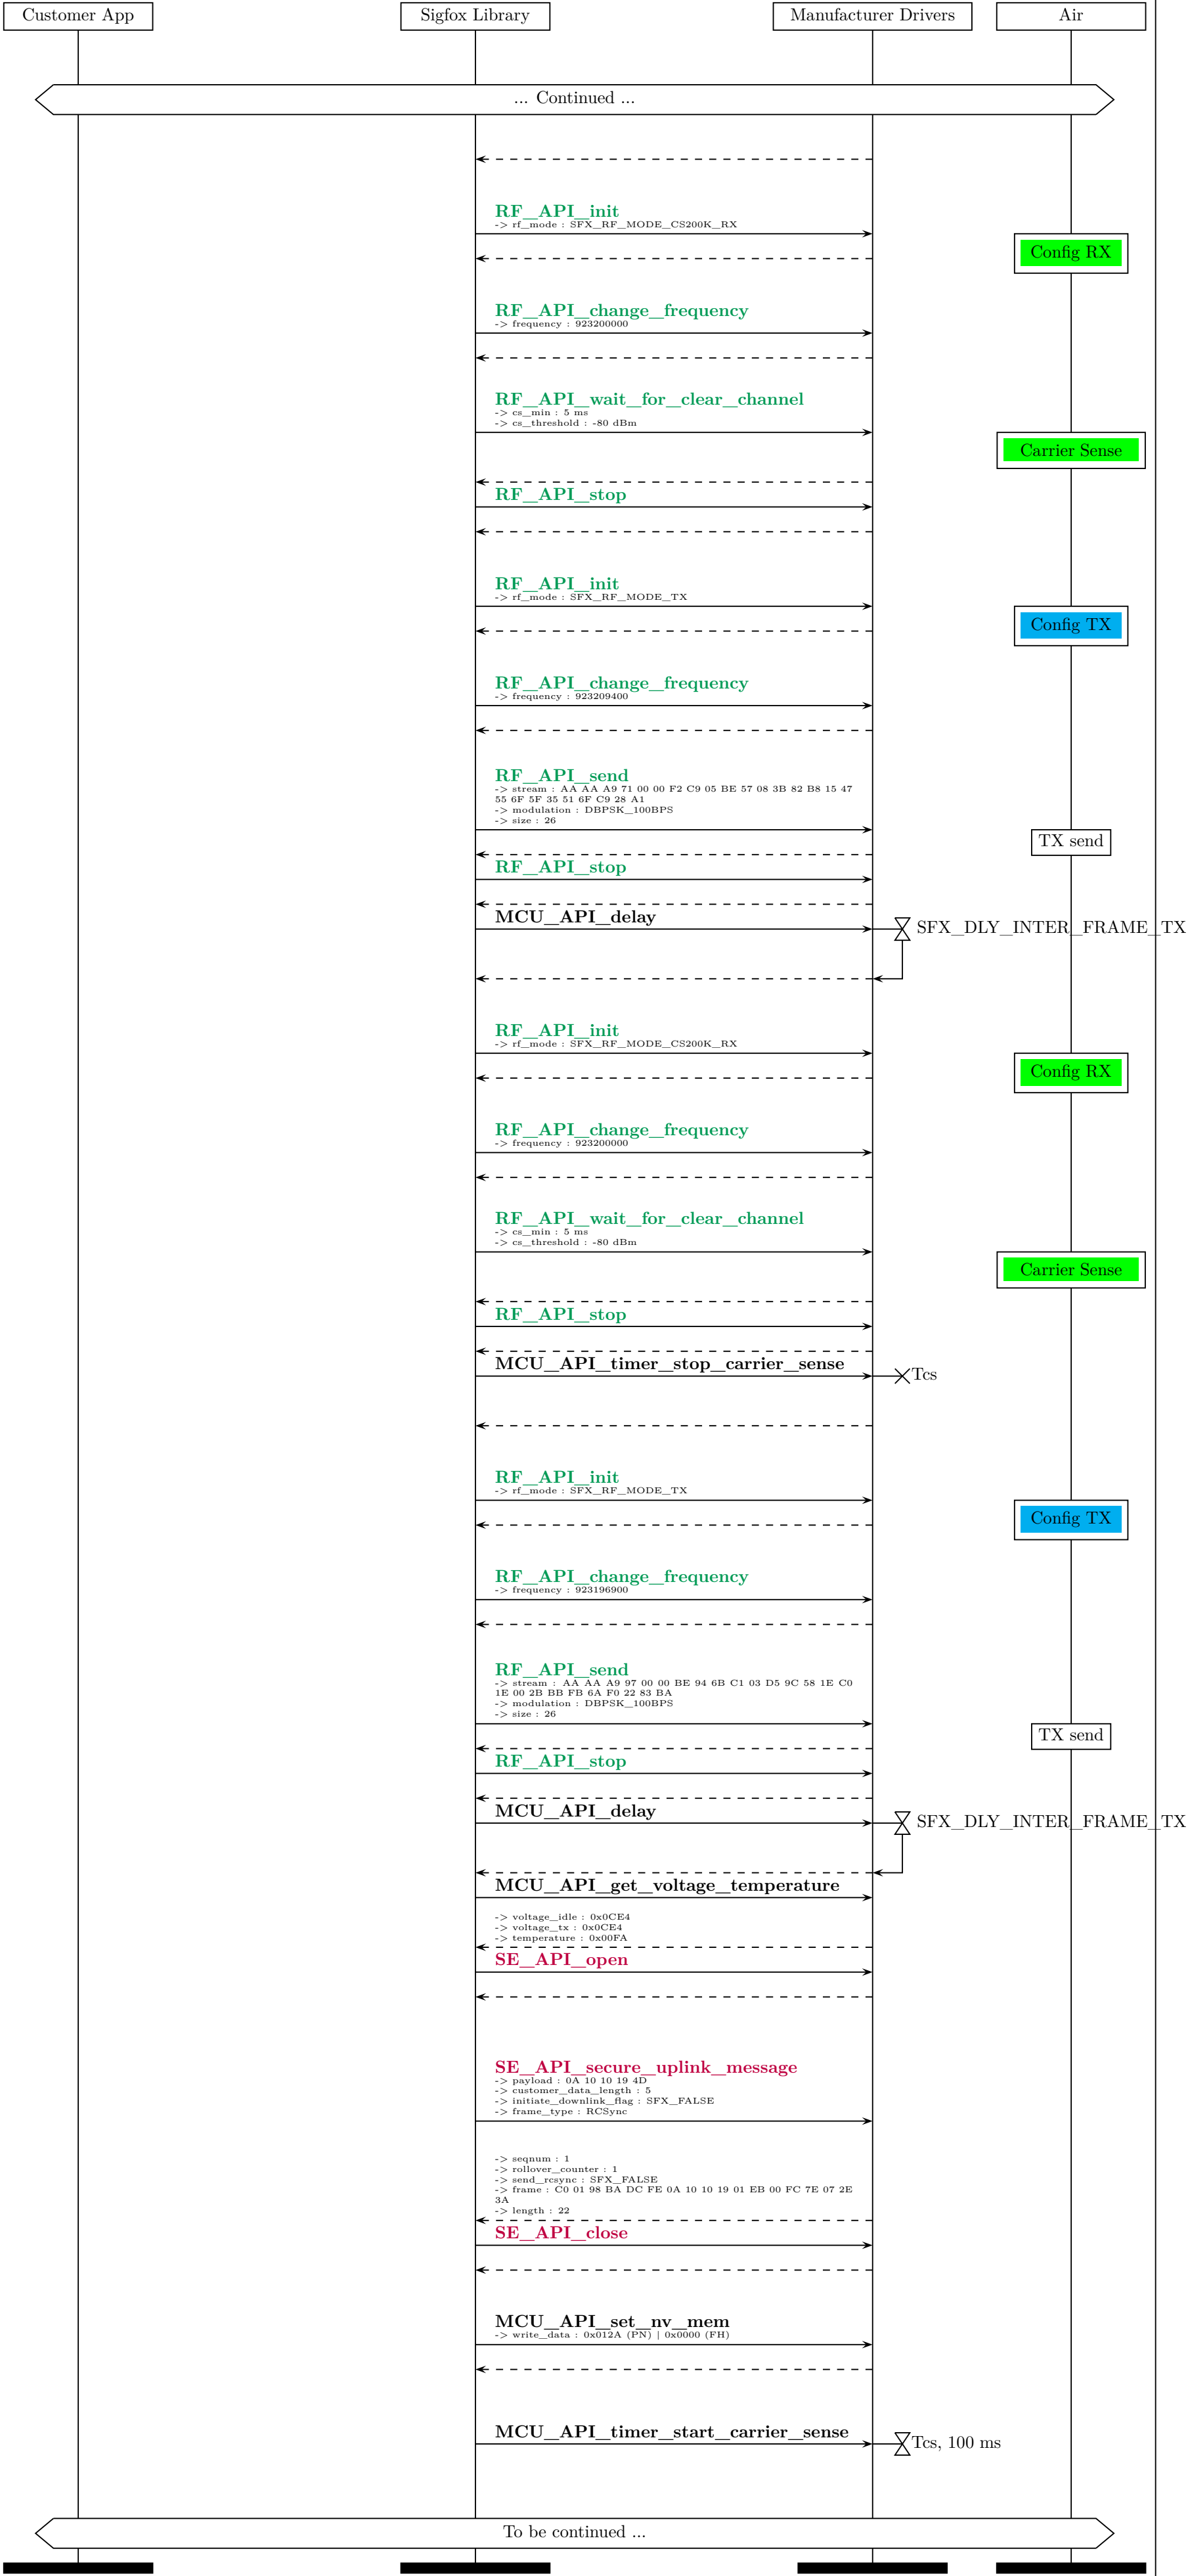 Customer App
Sigfox Library
Manufacturer Drivers
Air
... Continued ...
RF_API_init
-> rf_mode : SFX_RF_MODE_CS200K_RX
Config RX
RF_API_change_frequency
-> frequency : 923200000
RF_API_wait_for_clear_channel
-> cs_min : 5 ms
-> cs_threshold : -80 dBm
Carrier Sense
RF_API_stop
RF_API_init
-> rf_mode : SFX_RF_MODE_TX
Config TX
RF_API_change_frequency
-> frequency : 923209400
RF_API_send
-> stream : AA AA A9 71 00 00 F2 C9 05 BE 57 08 3B 82 B8 15 47
55 6F 5F 35 51 6F C9 28 A1
-> modulation : DBPSK_100BPS
-> size : 26
TX send
RF_API_stop
MCU_API_delay
SFX_DLY_INTER_FRAME_TX
RF_API_init
-> rf_mode : SFX_RF_MODE_CS200K_RX
Config RX
RF_API_change_frequency
-> frequency : 923200000
RF_API_wait_for_clear_channel
-> cs_min : 5 ms
-> cs_threshold : -80 dBm
Carrier Sense
RF_API_stop
MCU_API_timer_stop_carrier_sense
Tcs
RF_API_init
-> rf_mode : SFX_RF_MODE_TX
Config TX
RF_API_change_frequency
-> frequency : 923196900
RF_API_send
-> stream : AA AA A9 97 00 00 BE 94 6B C1 03 D5 9C 58 1E C0
1E 00 2B BB FB 6A F0 22 83 BA
-> modulation : DBPSK_100BPS
-> size : 26
TX send
RF_API_stop
MCU_API_delay
SFX_DLY_INTER_FRAME_TX
MCU_API_get_voltage_temperature
-> voltage_idle : 0x0CE4
-> voltage_tx : 0x0CE4
-> temperature : 0x00FA
SE_API_open
SE_API_secure_uplink_message
-> payload : 0A 10 10 19 4D
-> customer_data_length : 5
-> initiate_downlink_flag : SFX_FALSE
-> frame_type : RCSync
-> seqnum : 1
-> rollover_counter : 1
-> send_rcsync : SFX_FALSE
-> frame : C0 01 98 BA DC FE 0A 10 10 19 01 EB 00 FC 7E 07 2E
3A
-> length : 22
SE_API_close
MCU_API_set_nv_mem
-> write_data : 0x012A (PN) | 0x0000 (FH)
MCU_API_timer_start_carrier_sense
Tcs, 100 ms
To be continued ...